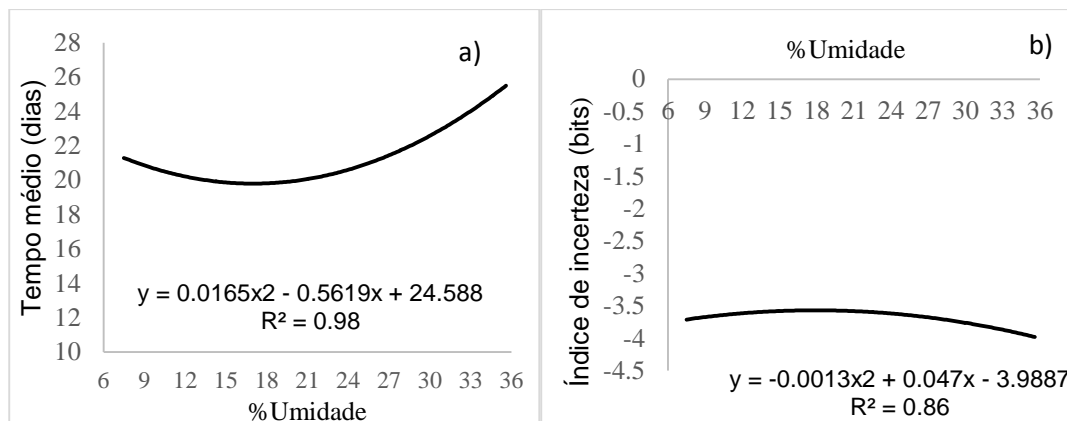 a)
Tempo médio (dias)
28
26
24
22
20
18
16
14
12
10
y = 0.0165x2 - 0.5619x + 24.588
R² = 0.98
6 9 12 15 18 21 24 27 30 33 36
%Umidade
b)
%Umidade
Índice de incerteza (bits)
0
-0.5
-1
-1.5
-2
-2.5
-3
-3.5
-4
-4.5
6 9 12 15 18 21 24 27 30 33 36
y = -0.0013x2 + 0.047x - 3.9887
R² = 0.86